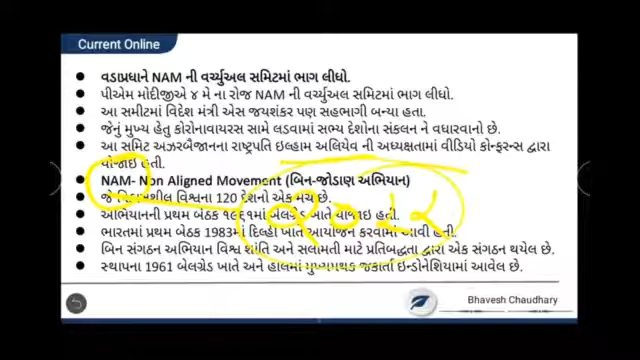 Current Online
વડાપ્રધાને NAM ની વર્ચ્યુઅલ સમિટમાં ભાગ લીધો.
પીએમ મોદીજીએ ૪ મે ના રોજ NAM ની વર્ચ્યુઅલ સમિટમાં ભાગ લીધો.
આ સમીટમાં વિદેશ મંત્રી એસ જયશંકર પણ સહભાગી બન્યા હતા.
જેનું મુખ્ય હેતુ કોરોનાવાયરસ સામે લડવામાં સભ્ય દેશોના સંકલન ને વધારવાનો છે.
આ સમિટ અઝરબૈજાનના રાષ્ટ્રપતિ ઇલ્હામ અલિયેવ ની અધ્યક્ષતામાં વીડિયો કોન્ફરન્સ દ્વારા
યોજાઇ હતી.
NAM- Non Aligned Movement (બિન-જોડાણ અભિયાન)
જે વિકાસશીલ વિશ્વના 120 દેશનો એક મંચ છે.
અભિયાનની પ્રથમ બેઠક ૧૯૬૧માં બેલગ્રેડ ખાતે યોજાઇ હતી.
ભારતમાં પ્રથમ બેઠક 1983માં દિલ્હી ખાતે આયોજન કરવામાં આવી હતી.
બિન સંગઠન અભિયાન વિશ્વ શાંતિ અને સલામતી માટે પ્રતિબદ્ધતા દ્વારા એક સંગઠન થયેલ છે.
સ્થાપના 1961 બેલગ્રેડ ખાતે અને હાલમાં મુખ્યમથક જકાર્તા ઇન્ડોનેશિયામાં આવેલ છે.
Bhavesh Chaudhary